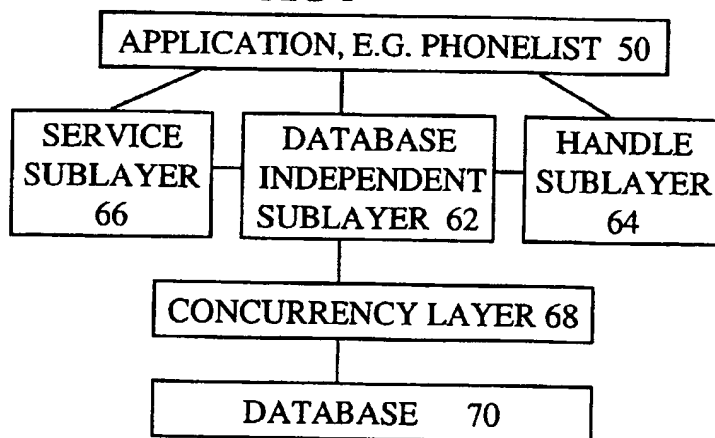 APPLICATION, E.G. PHONELIST 50
SERVICE
SUBLAYER
66
DATABASE
INDEPENDENT
SUBLAYER 62
HANDLE
SUBLAYER
64
CONCURRENCY LAYER 68
DATABASE 70